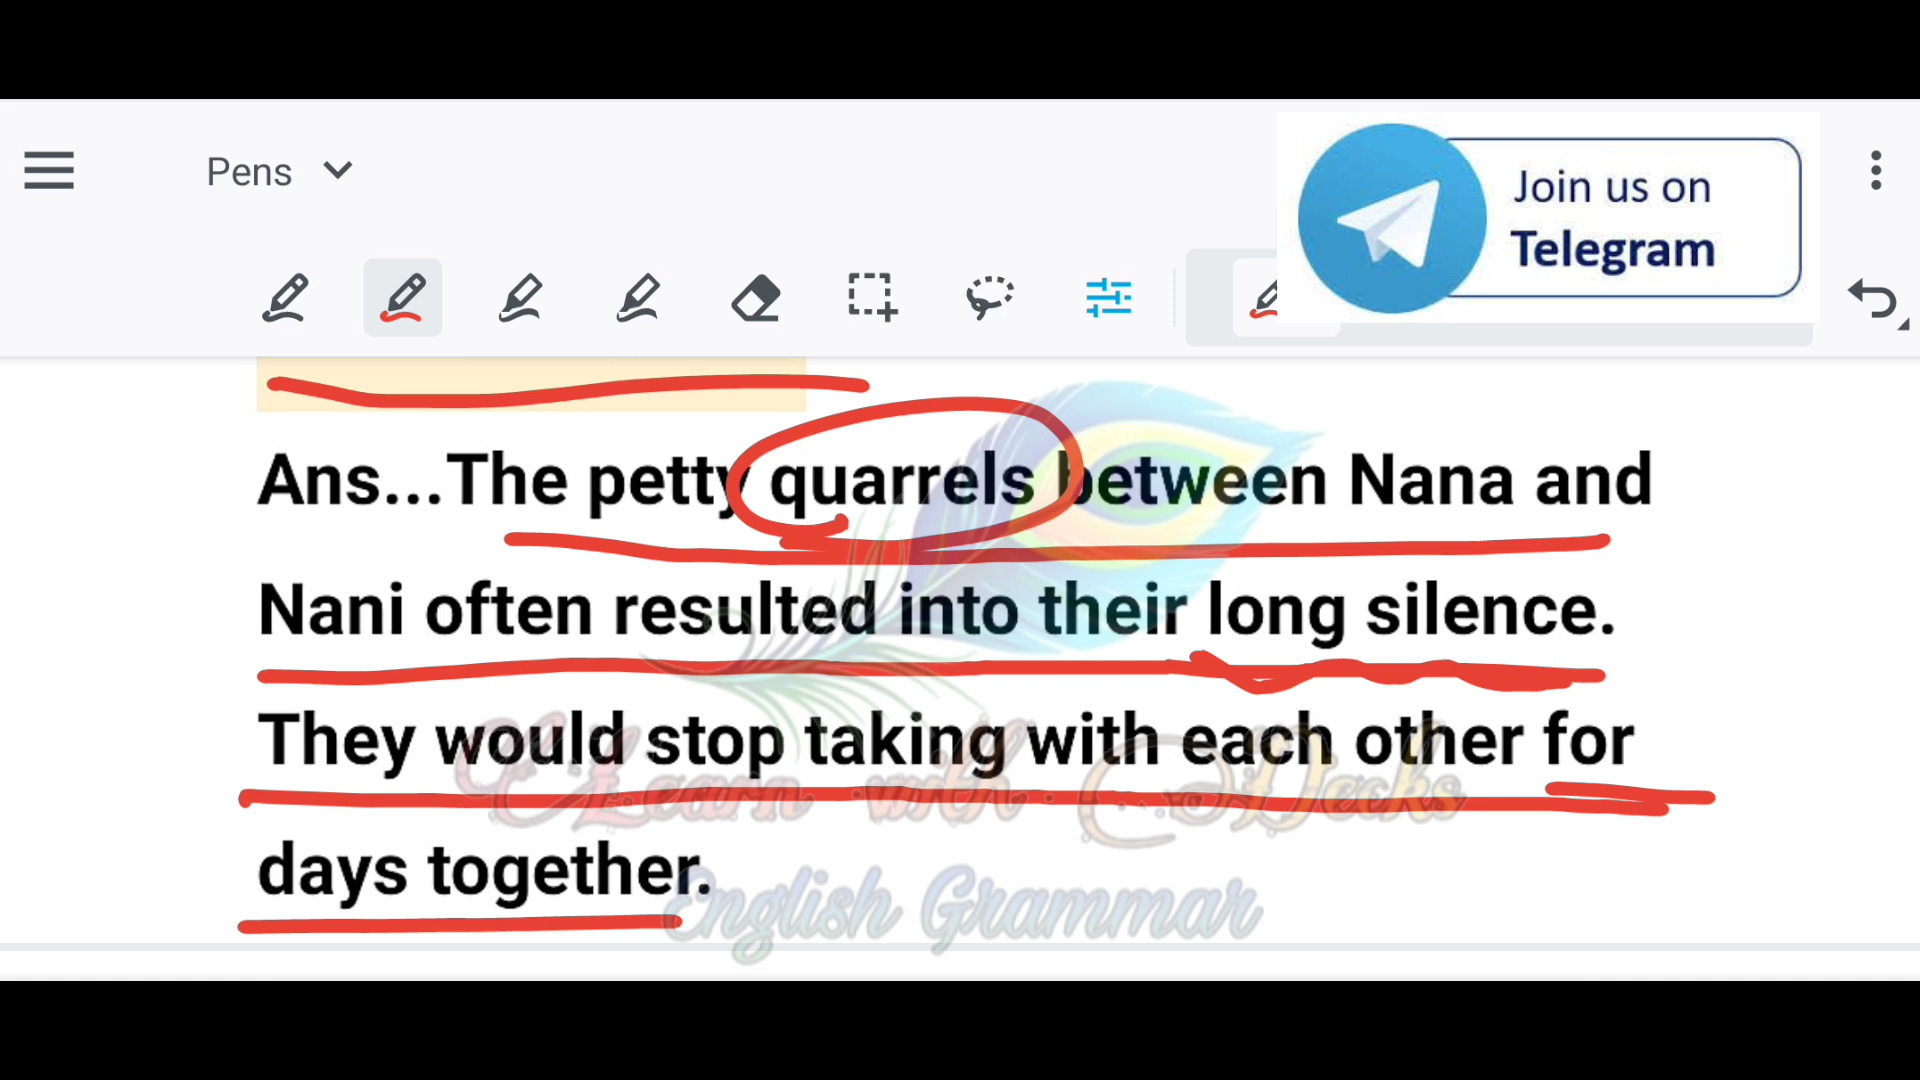 Pens
Join us on
Telegram
Ans...The petty quarrels between Nana and
Nani often resulted into their long silence.
They would stop taking with each other for
days together.
Learn with Decks
English Grammar